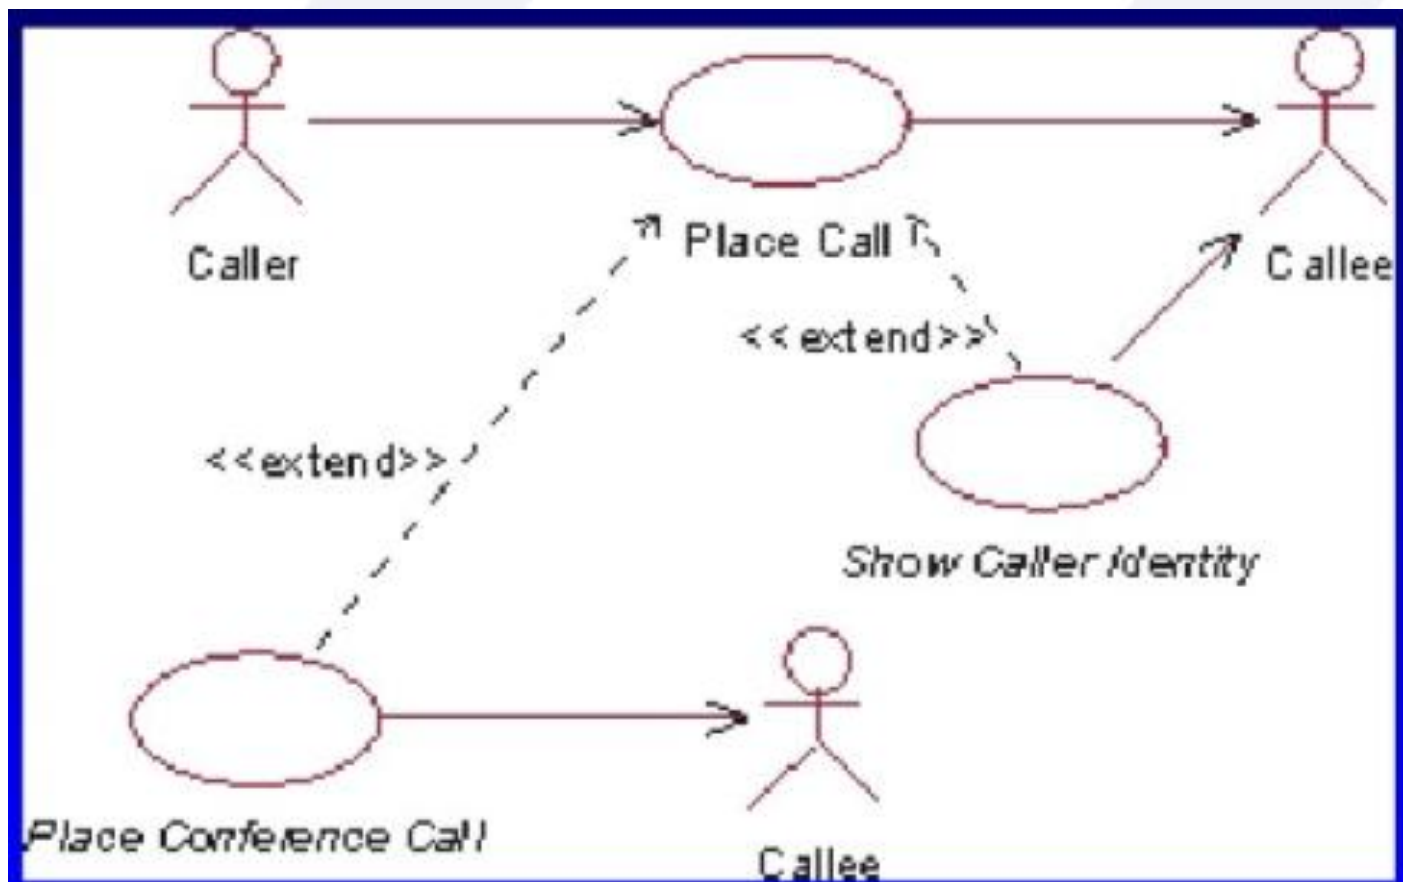 Caller
Place Call
Callee
<<extend>>
<<extend>>
Show Caller Identity
Place Conference Call
Callee